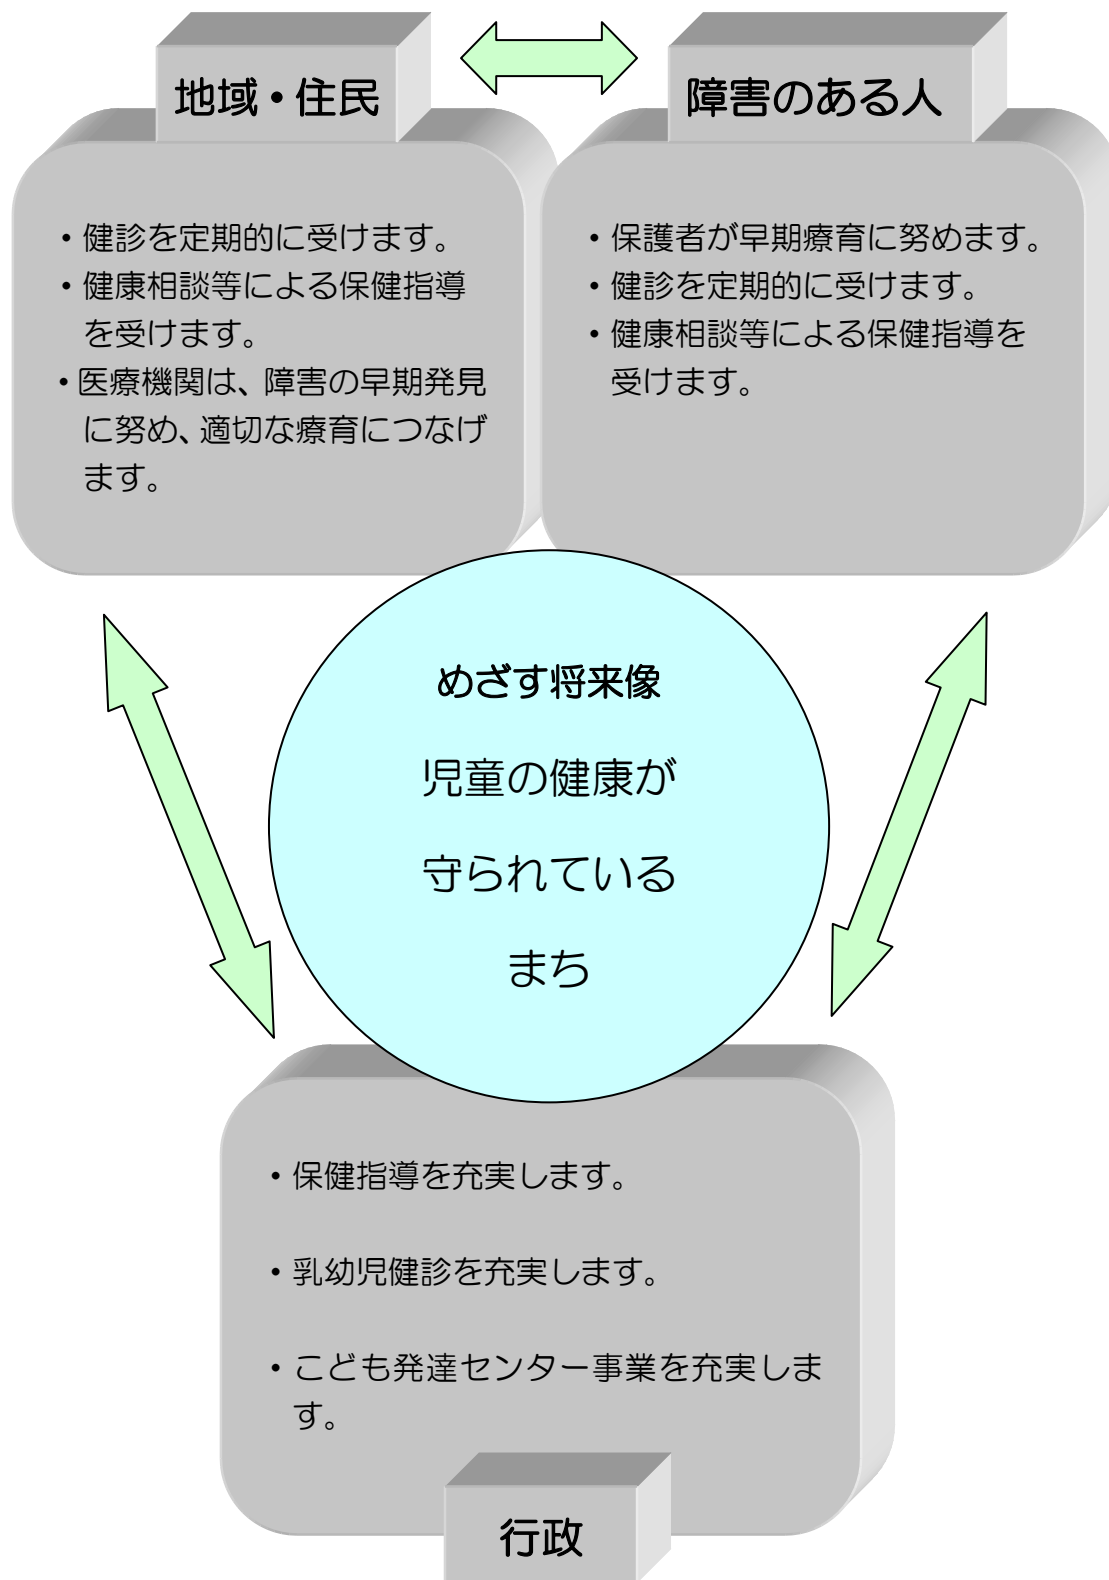 地域・住民
・健診を定期的に受けます。
・健康相談等による保健指導
を受けます。
・医療機関は、障害の早期発見
に努め、適切な療育につなげ
ます。
障害のある人
・保護者が早期療育に努めます。
・健診を定期的に受けます。
・健康相談等による保健指導を
受けます。
めざす将来像
児童の健康が
守られている
まち
・保健指導を充実します。
・乳幼児健診を充実します。
・こども発達センター事業を充実しま
す。
行政